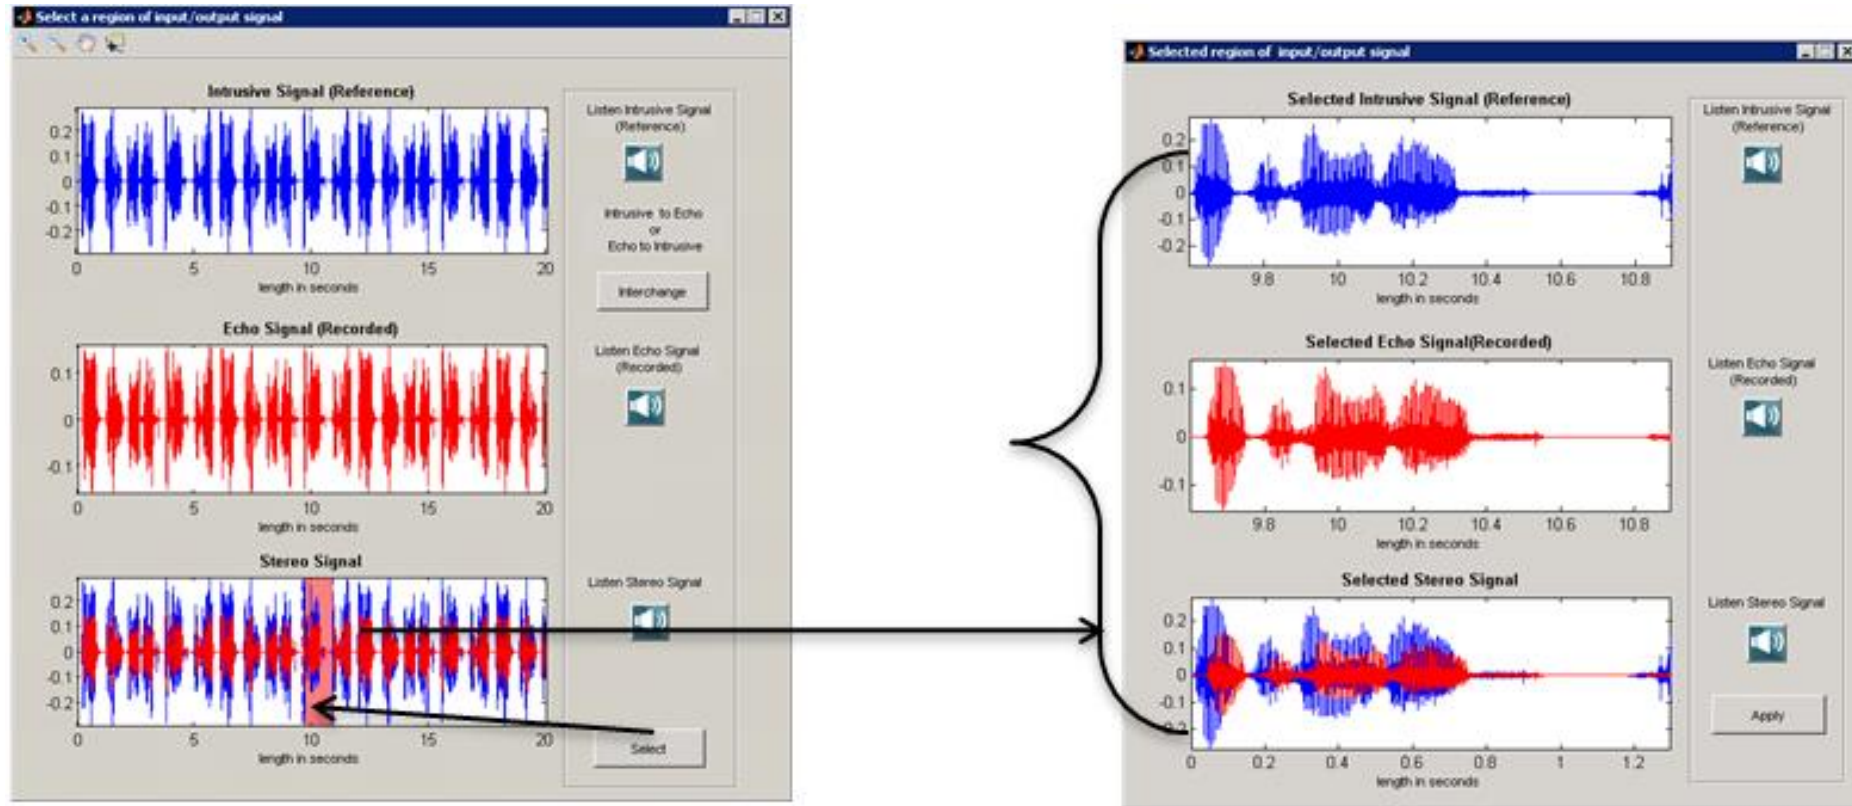 Select a region of input/output signal
Intrusive Signal (Reference)
0.2
0.1
0
-0.1
-0.2
0 5 10 15 20
length in seconds
Listen Intrusive Signal
(Reference)
Intrusive to Echo
or
Echo to Intrusive
Interchange
Echo Signal (Recorded)
0.1
0
-0.1
0 5 10 15 20
length in seconds
Listen Echo Signal
(Recorded)
Stereo Signal
0.2
0.1
0
-0.1
-0.2
0 5 10 15 20
length in seconds
Listen Stereo Signal
Select
Selected region of input/output signal
Selected Intrusive Signal (Reference)
0.2
0.1
0
-0.1
-0.2
9.8 10 10.2 10.4 10.6 10.8
length in seconds
Listen Intrusive Signal
(Reference)
Selected Echo Signal(Recorded)
0.1
0
-0.1
9.8 10 10.2 10.4 10.6 10.8
length in seconds
Listen Echo Signal
(Recorded)
Selected Stereo Signal
0.2
0.1
0
-0.1
-0.2
0 0.2 0.4 0.6 0.8 1 1.2
length in seconds
Listen Stereo Signal
Apply